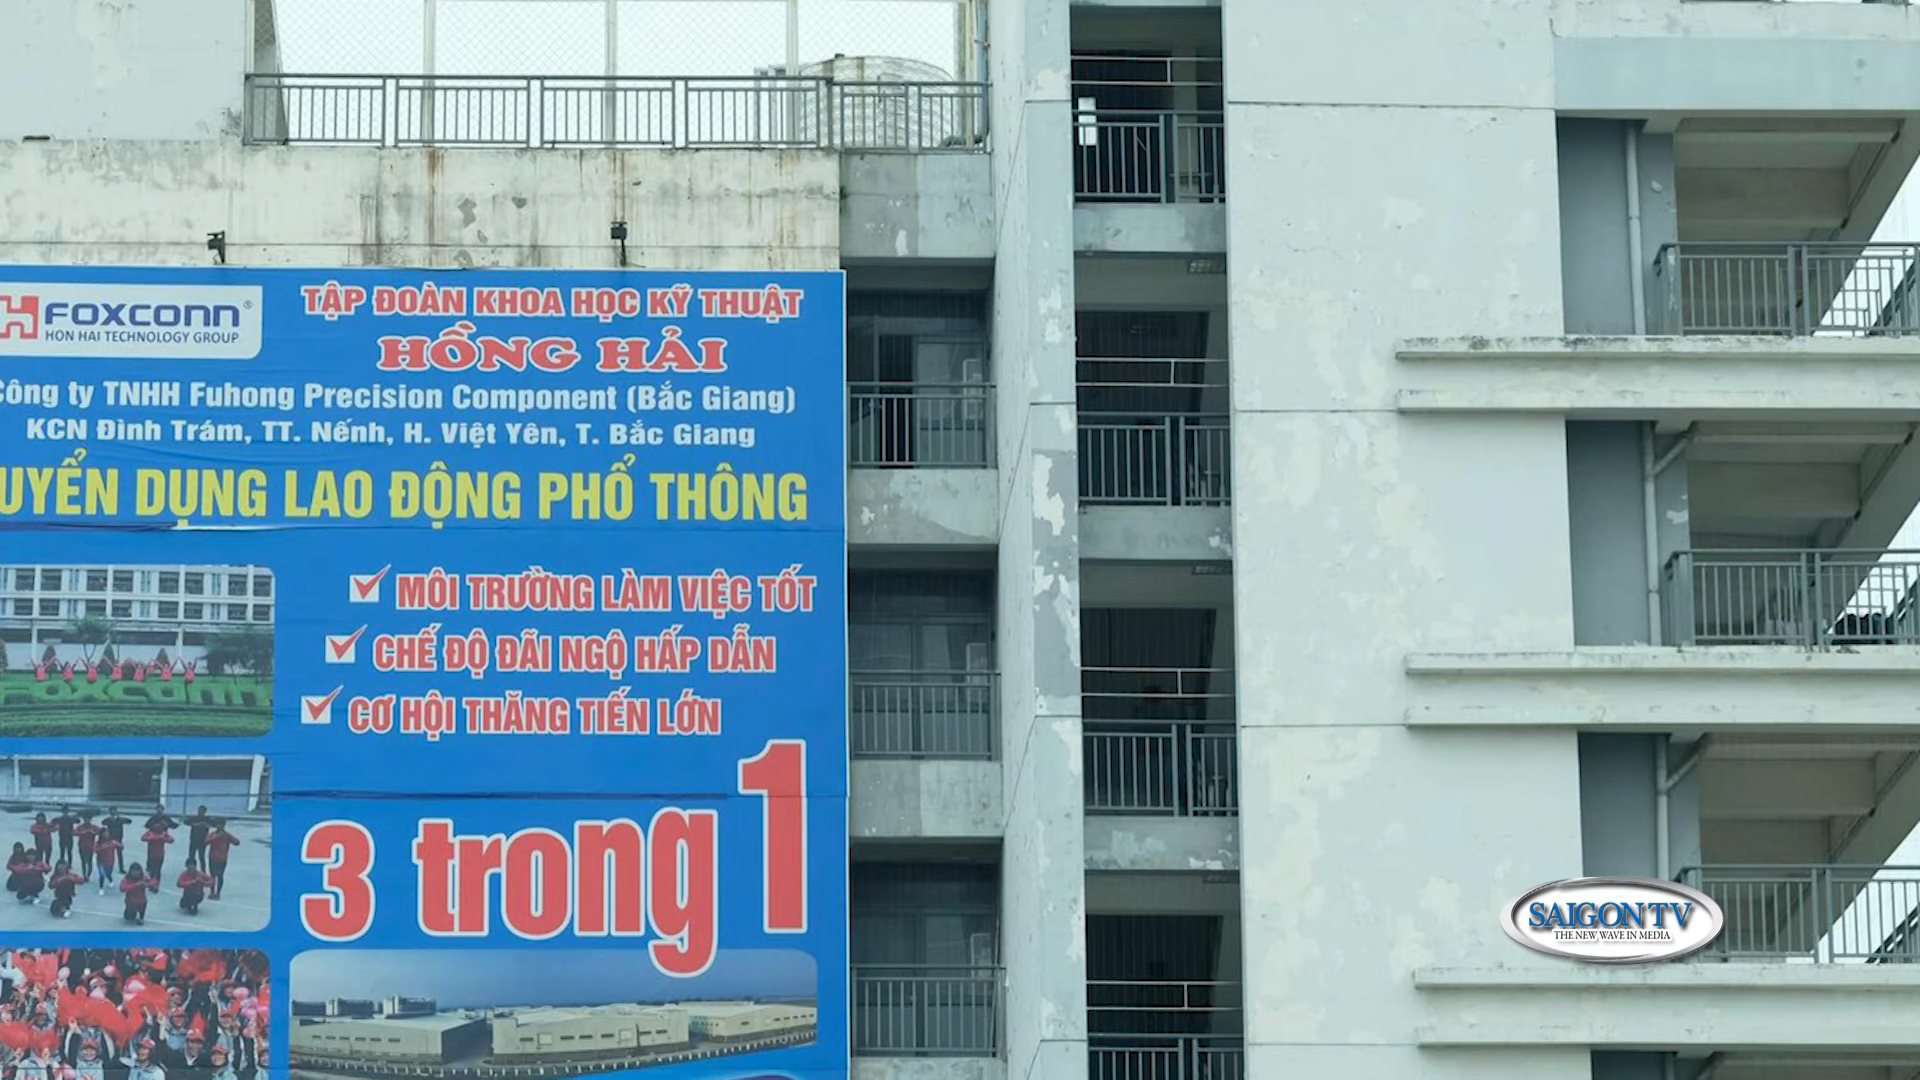 FOXCONN®
HON HAI TECHNOLOGY GROUP
TẬP ĐOÀN KHOA HỌC KỸ THUẬT
HỒNG HẢI
Công ty TNHH Fuhong Precision Component (Bắc Giang)
KCN Đình Trám, TT. Nếnh, H. Việt Yên, T. Bắc Giang
UYỂN DỤNG LAO ĐỘNG PHỔ THÔNG
MÔI TRƯỜNG LÀM VIỆC TỐT
CHẾ ĐỘ ĐÃI NGỘ HẤP DẪN
CƠ HỘI THĂNG TIẾN LỚN
3 trong 1
FOXCONN
SAIGON TV
THE NEW WAVE IN MEDIA